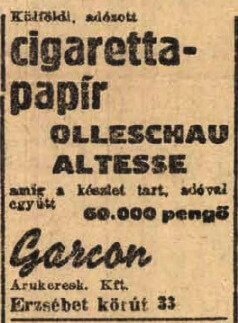 Külföldi, adózott
cigaretta-
papír
OLLESCHAU
ALTESSE
amíg a készlet tart, adóval
együtt
60.000 pengő
Garcon
Árukeresk. Kft.
Erzsébet körút 33